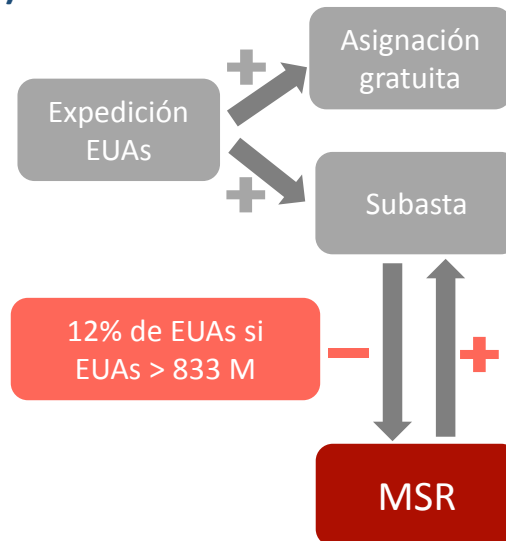 Asignación
gratuita
+
Expedición
EUAs
+
Subasta
12% de EUAs si
EUAs > 833 M
−
+
MSR